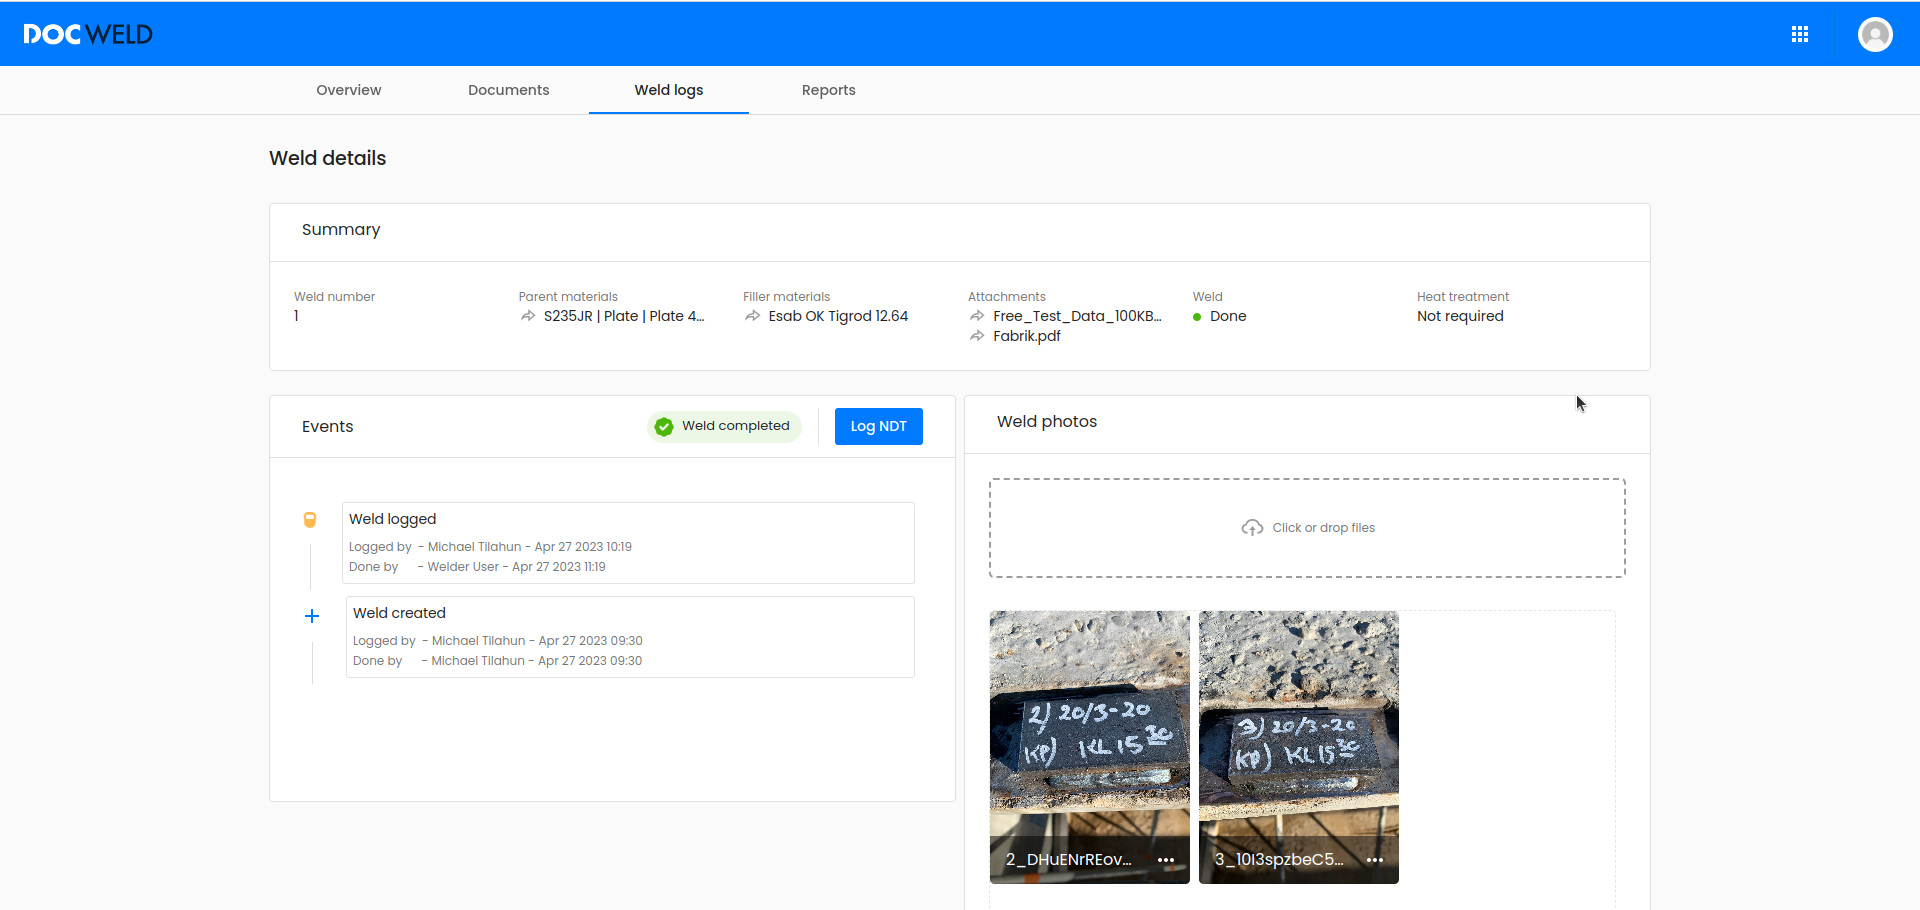 DOCWELD
Overview Documents Weld logs Reports
Weld details
Summary
Weld number
1
Parent materials
S235JR | Plate | Plate 4...
Filler materials
Esab OK Tigrod 12.64
Attachments
Free_Test_Data_100KB...
Fabrik.pdf
Weld
Done
Heat treatment
Not required
Events
Weld completed
Log NDT
Weld logged
Logged by - Michael Tilahun - Apr 27 2023 10:19
Done by - Welder User - Apr 27 2023 11:19
Weld created
Logged by - Michael Tilahun - Apr 27 2023 09:30
Done by - Michael Tilahun - Apr 27 2023 09:30
Weld photos
Click or drop files
2) 20/3-20
KP) KL 15 30
2_DHuENrREov...
3) 20/3-20
KP) KL 15 30
3_10I3spzbeC5...